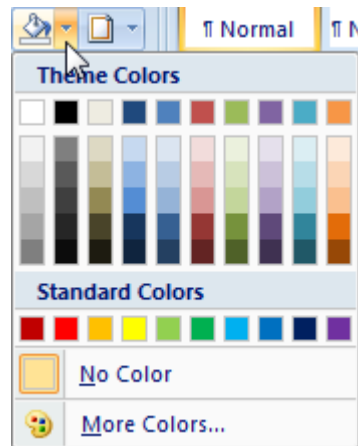 ¶ Normal ¶ N
Theme Colors
Standard Colors
No Color
More Colors...